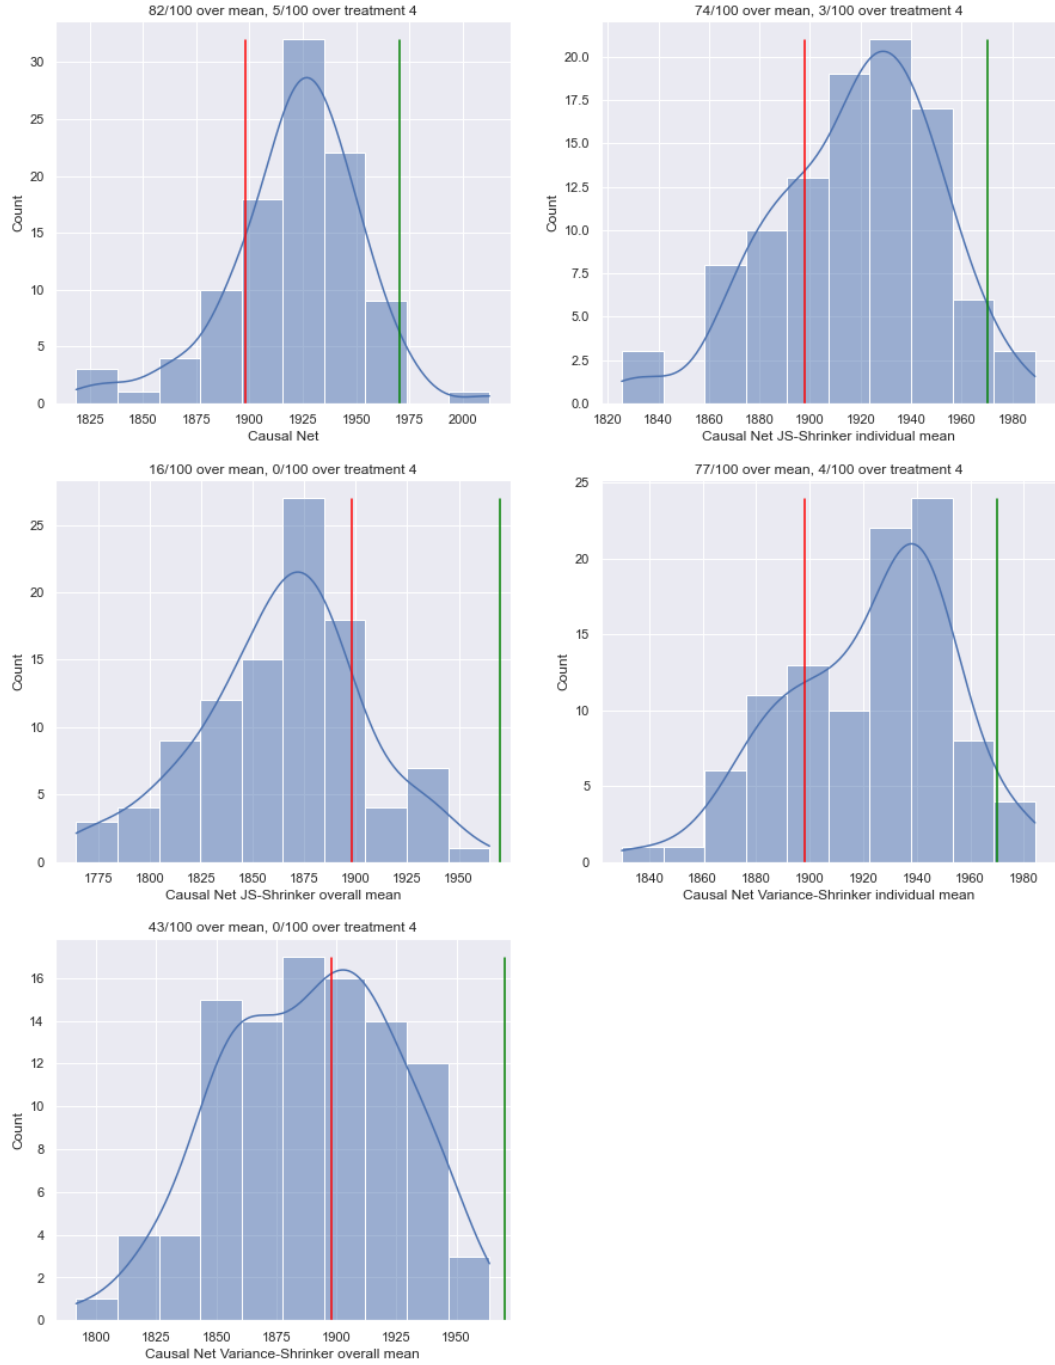 82/100 over mean, 5/100 over treatment 4
30
25
20
15
10
5
0
Count
1825 1850 1875 1900 1925 1950 1975 2000
Causal Net
74/100 over mean, 3/100 over treatment 4
20.0
17.5
15.0
12.5
10.0
7.5
5.0
2.5
0.0
Count
1820 1840 1860 1880 1900 1920 1940 1960 1980
Causal Net JS-Shrinker individual mean
16/100 over mean, 0/100 over treatment 4
25
20
15
10
5
0
Count
1775 1800 1825 1850 1875 1900 1925 1950
Causal Net JS-Shrinker overall mean
77/100 over mean, 4/100 over treatment 4
25
20
15
10
5
0
Count
1840 1860 1880 1900 1920 1940 1960 1980
Causal Net Variance-Shrinker individual mean
43/100 over mean, 0/100 over treatment 4
16
14
12
10
8
6
4
2
0
Count
1800 1825 1850 1875 1900 1925 1950
Causal Net Variance-Shrinker overall mean